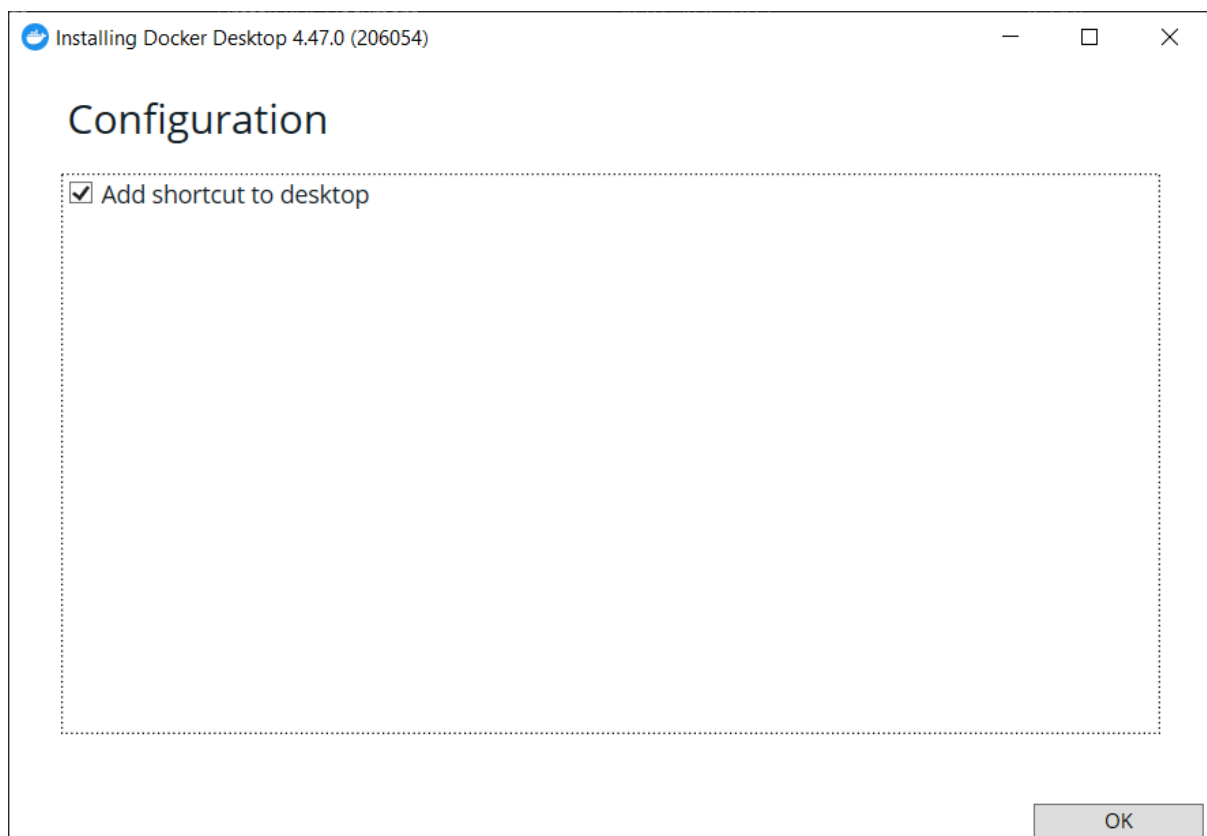 Installing Docker Desktop 4.47.0 (206054)
Configuration
Add shortcut to desktop
OK